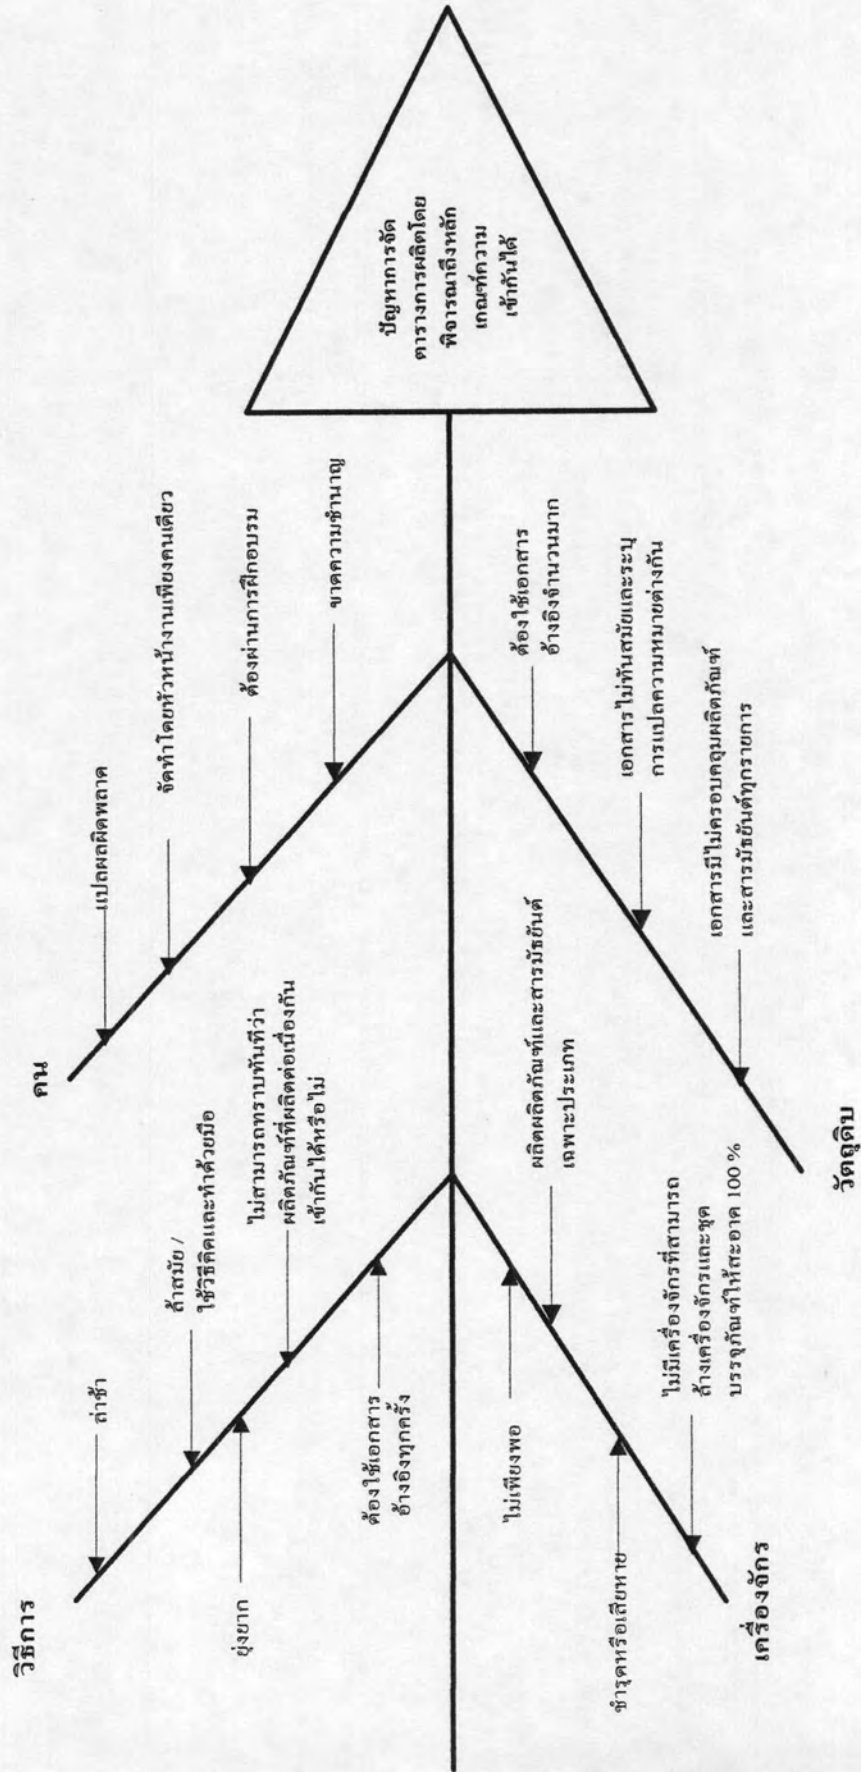 วิธีการ
ล่าช้า
ล้าสมัย /
ใช้วิธีคิดและทำด้วยมือ
ยุ่งยาก
ไม่สามารถทราบทันทีว่า
ผลิตภัณฑ์ที่ผลิตต่อเนื่องกัน
เข้ากันได้หรือไม่
ต้องใช้เอกสาร
อ้างอิงทุกครั้ง
คน
แปลผลผิดพลาด
จัดทำโดยหัวหน้างานเพียงคนเดียว
ต้องผ่านการฝึกอบรม
ขาดความชำนาญ
ปัญหาการจัด
ตารางการผลิตโดย
พิจารณาถึงหลัก
เกณฑ์ความ
เข้ากันได้
เครื่องจักร
ไม่เพียงพอ
ผลิตผลิตภัณฑ์และสารมัธยันต์
เฉพาะประเภท
ชำรุดหรือเสียหาย
ไม่มีเครื่องจักรที่สามารถ
ล้างเครื่องจักรและชุด
บรรจุภัณฑ์ให้สะอาด 100 %
วัตถุดิบ
ต้องใช้เอกสาร
อ้างอิงจำนวนมาก
เอกสารไม่ทันสมัยและระบุ
การแปลความหมายต่างกัน
เอกสารมีไม่ครอบคลุมผลิตภัณฑ์
และสารมัธยันต์ทุกรายการ